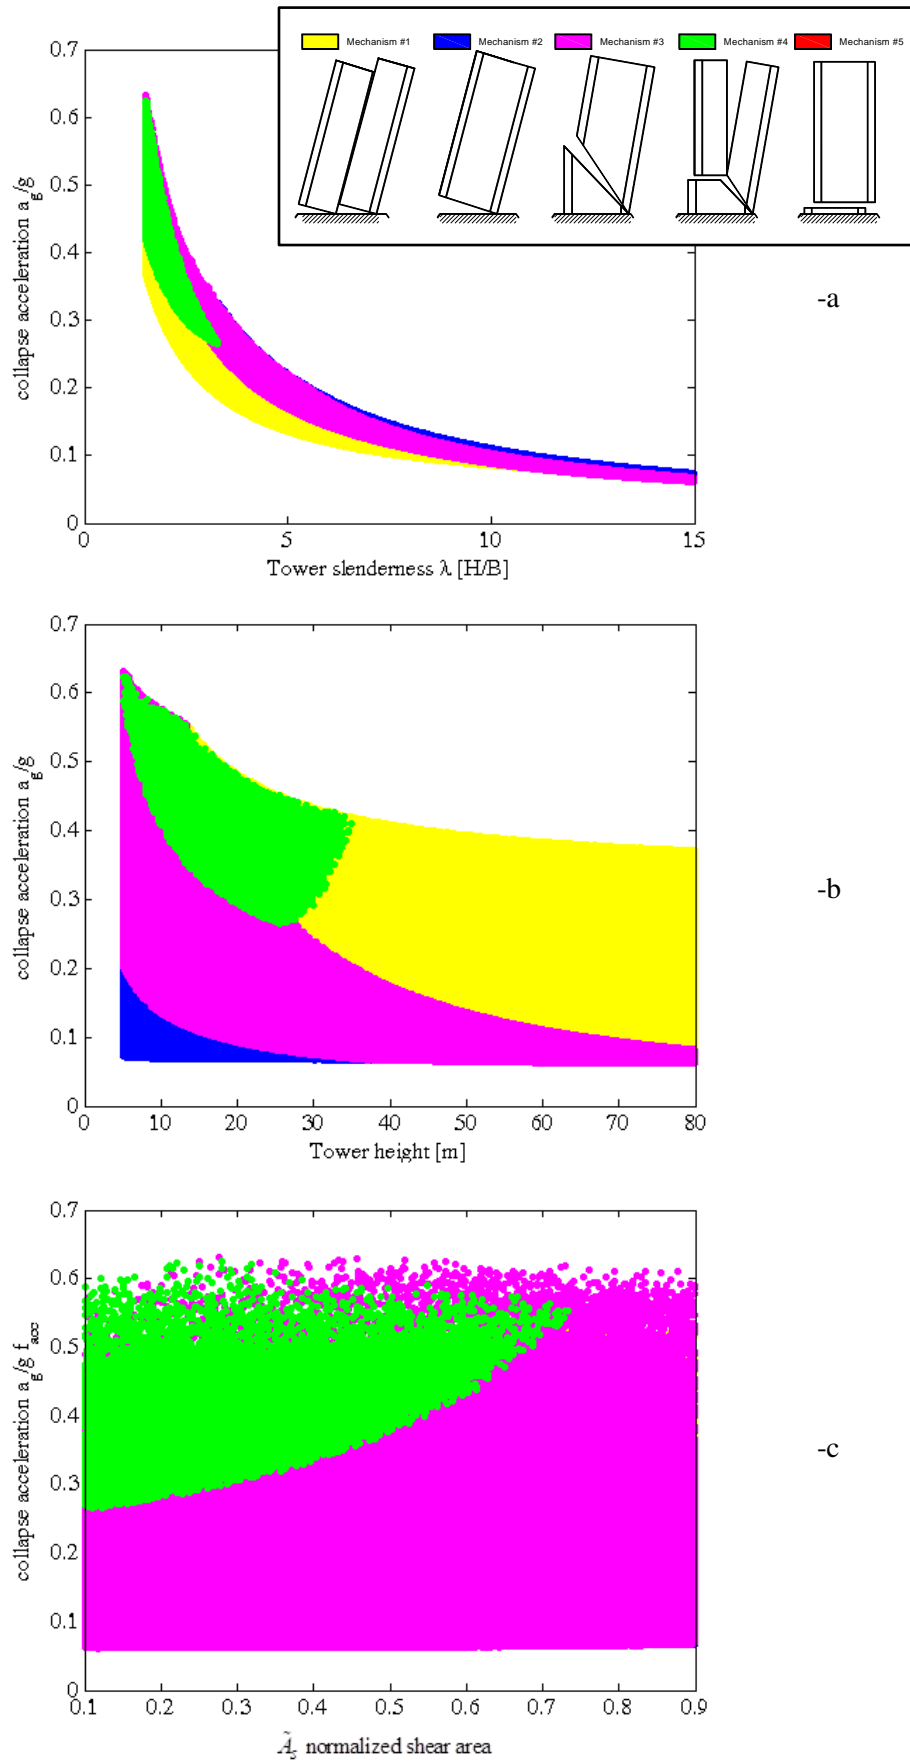 Mechanism #1 Mechanism #2 Mechanism #3 Mechanism #4 Mechanism #5
0.7
0.6
0.5
0.4
0.3
0.2
0.1
0
collapse acceleration a_g/g
0 5 10 15
Tower slenderness λ [H/B]
-a
0.7
0.6
0.5
0.4
0.3
0.2
0.1
0
collapse acceleration a_g/g
0 10 20 30 40 50 60 70 80
Tower height [m]
-b
0.7
0.6
0.5
0.4
0.3
0.2
0.1
0
collapse acceleration a_g/g f_acc
0.1 0.2 0.3 0.4 0.5 0.6 0.7 0.8 0.9
Ã_s normalized shear area
-c